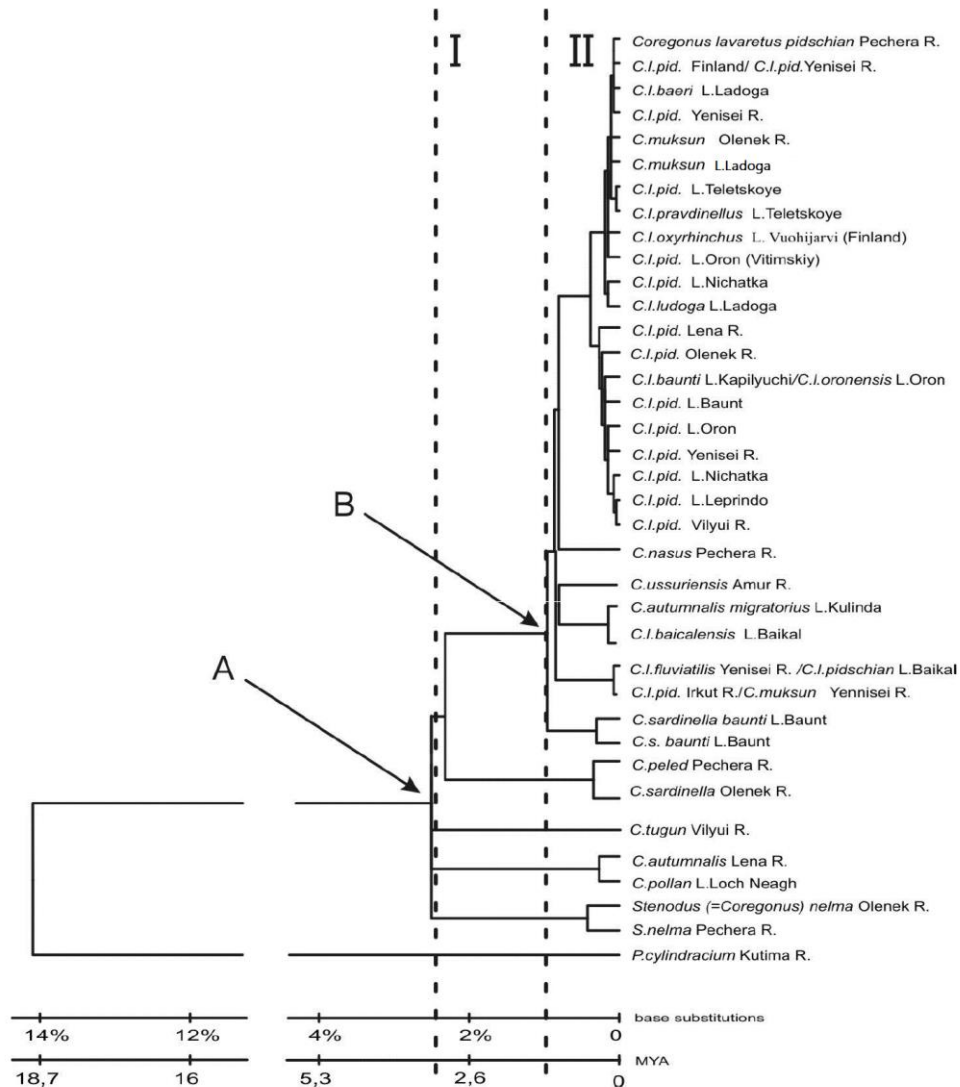 I
II
Coregonus lavaretus pidschian Pechera R.
C.l.pid. Finland/ C.l.pid.Yenisei R.
C.l.baeri L.Ladoga
C.l.pid. Yenisei R.
C.muksun Olenek R.
C.muksun L.Ladoga
C.l.pid. L.Teletskoye
C.l.pravdinellus L.Teletskoye
C.l.oxyrhinchus L. Vuohijarvi (Finland)
C.l.pid. L.Oron (Vitimskiy)
C.l.pid. L.Nichatka
C.l.ludoga L.Ladoga
C.l.pid. Lena R.
C.l.pid. Olenek R.
C.l.baunti L.Kapilyuchi/C.l.oronensis L.Oron
C.l.pid. L.Baunt
C.l.pid. L.Oron
C.l.pid. Yenisei R.
C.l.pid. L.Nichatka
C.l.pid. L.Leprindo
C.l.pid. Vilyui R.
B
C.nasus Pechera R.
C.ussuriensis Amur R.
C.autumnalis migratorius L.Kulinda
C.l.baicalensis L.Baikal
A
C.l.fluviatilis Yenisei R. /C.l.pidschian L.Baikal
C.l.pid. Irkut R./C.muksun Yennisei R.
C.sardinella baunti L.Baunt
C.s. baunti L.Baunt
C.peled Pechera R.
C.sardinella Olenek R.
C.tugun Vilyui R.
C.autumnalis Lena R.
C.pollan L.Loch Neagh
Stenodus (=Coregonus) nelma Olenek R.
S.nelma Pechera R.
P.cylindracium Kutima R.
14% 12% 4% 2% 0 base substitutions
18,7 16 5,3 2,6 0 MYA